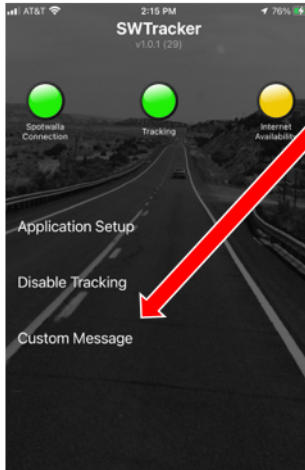 AT&T 2:15 PM 76%
SWTracker
v1.0.1 (29)
Spotwalla
Connection
Tracking
Internet
Availability
Application Setup
Disable Tracking
Custom Message